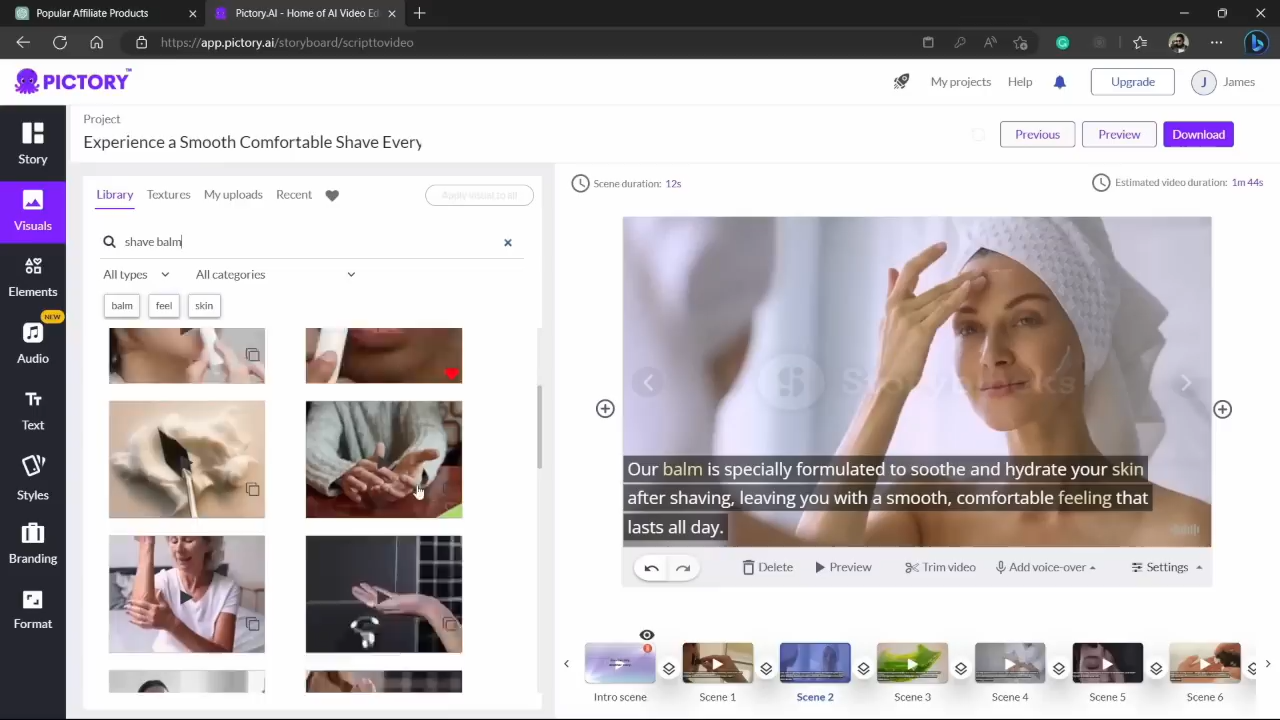 Popular Affiliate Products
Pictory.AI - Home of AI Video Ed
https://app.pictory.ai/storyboard/scripttovideo
PICTORY
My projects
Help
Upgrade
J
James
Project
Experience a Smooth Comfortable Shave Every
Previous
Preview
Download
Story
Visuals
Elements
NEW
Audio
Text
Styles
Branding
Format
Library
Textures
My uploads
Recent
Apply visual to all
shave balm
All types
All categories
balm
feel
skin
Scene duration: 12s
Estimated video duration: 1m 44s
Our balm is specially formulated to soothe and hydrate your skin
after shaving, leaving you with a smooth, comfortable feeling that
lasts all day.
Delete
Preview
Trim video
Add voice-over
Settings
Intro scene
Scene 1
Scene 2
Scene 3
Scene 4
Scene 5
Scene 6